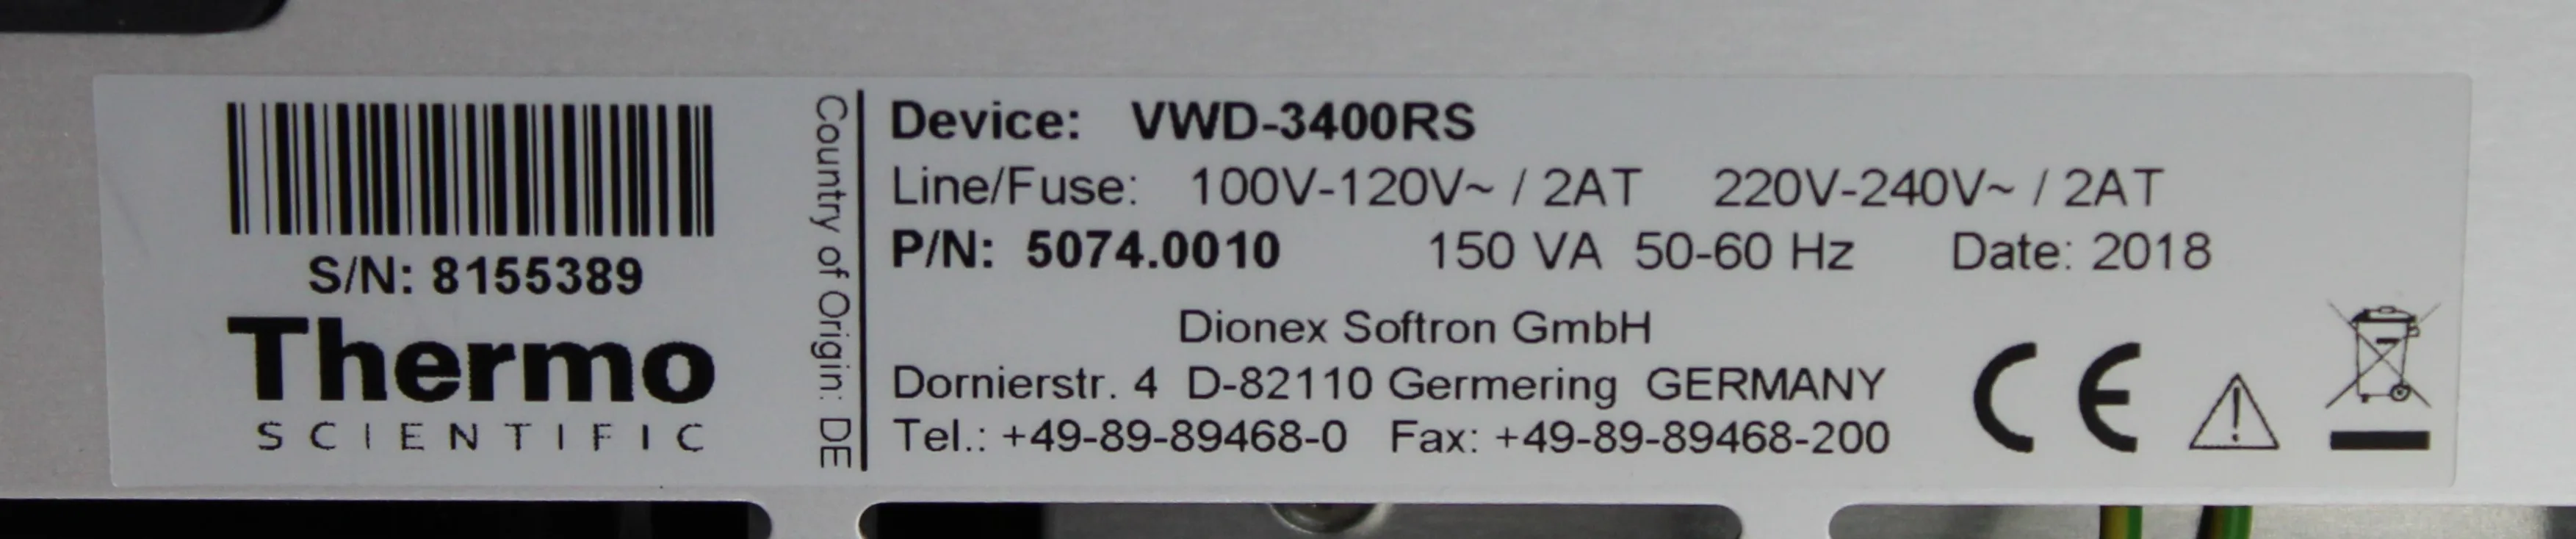 S/N: 8155389
Thermo
SCIENTIFIC
Country of Origin: DE
Device: VWD-3400RS
Line/Fuse: 100V-120V~ / 2AT 220V-240V~ / 2AT
P/N: 5074.0010 150 VA 50-60 Hz Date: 2018
Dionex Softron GmbH
Dornierstr. 4 D-82110 Germering GERMANY
Tel.: +49-89-89468-0 Fax: +49-89-89468-200
CE